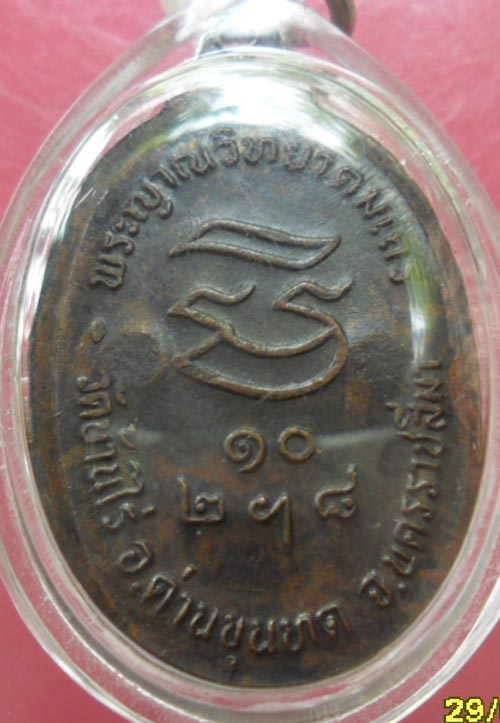 พระญาณวิทยาคมเถร
๑๐
๒ ๙ ๘
วัดบ้านไร่ อ.ด่านขุนทด จ.นครราชสีมา
29/